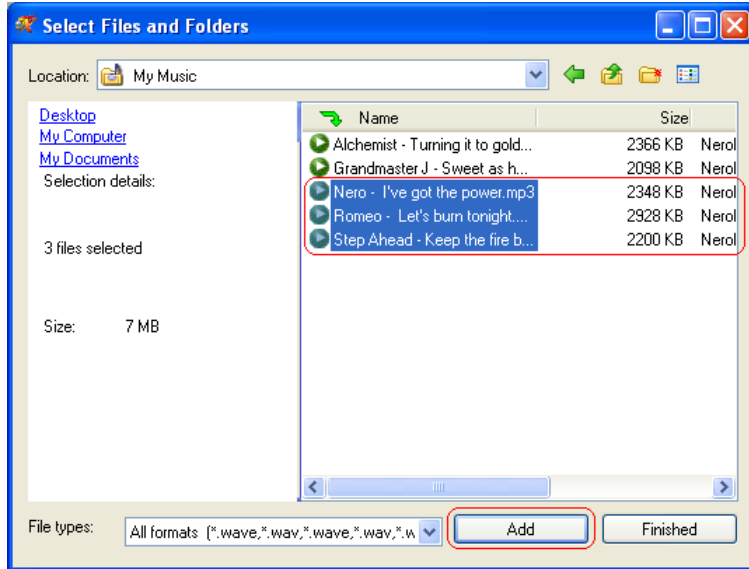 Select Files and Folders
Location: My Music
Desktop
My Computer
My Documents
Selection details:
3 files selected
Size: 7 MB
Name Size
Alchemist - Turning it to gold... 2366 KB Nerol
Grandmaster J - Sweet as h... 2098 KB Nerol
Nero - I've got the power.mp3 2348 KB Nerol
Romeo - Let's burn tonight.... 2928 KB Nerol
Step Ahead - Keep the fire b... 2200 KB Nerol
File types: All formats (*.wave,*.wav,*.wave,*.wav,*.w Add Finished